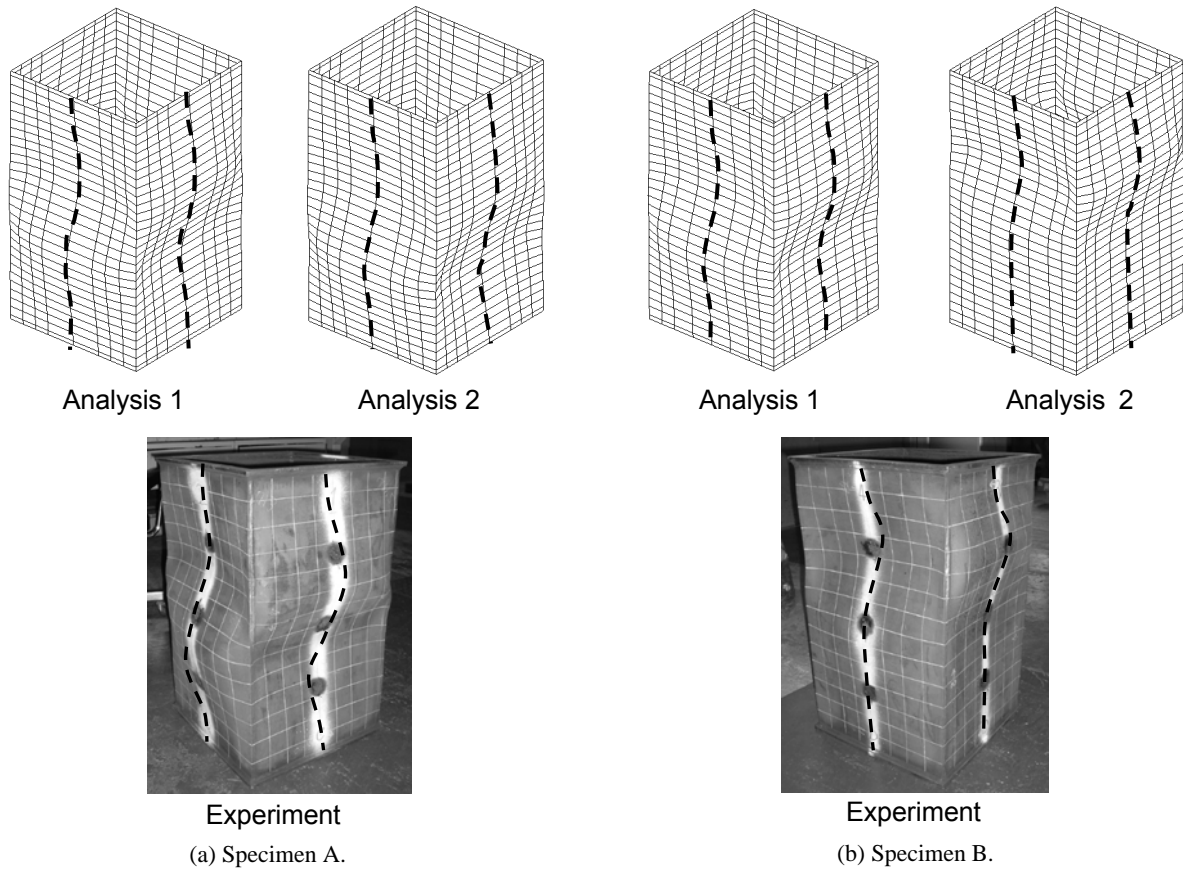 Analysis 1
Analysis 2
Analysis 1
Analysis 2
Experiment
Experiment
(a) Specimen A.
(b) Specimen B.